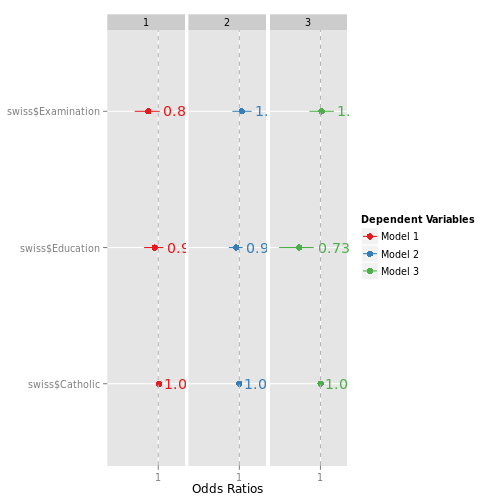 1 2 3
swiss$Examination 0.8 1. 1.
Dependent Variables
Model 1
swiss$Education 0.9 0.9 0.73
Model 2
Model 3
swiss$Catholic 1.0 1.0 1.0
1 1 1
Odds Ratios